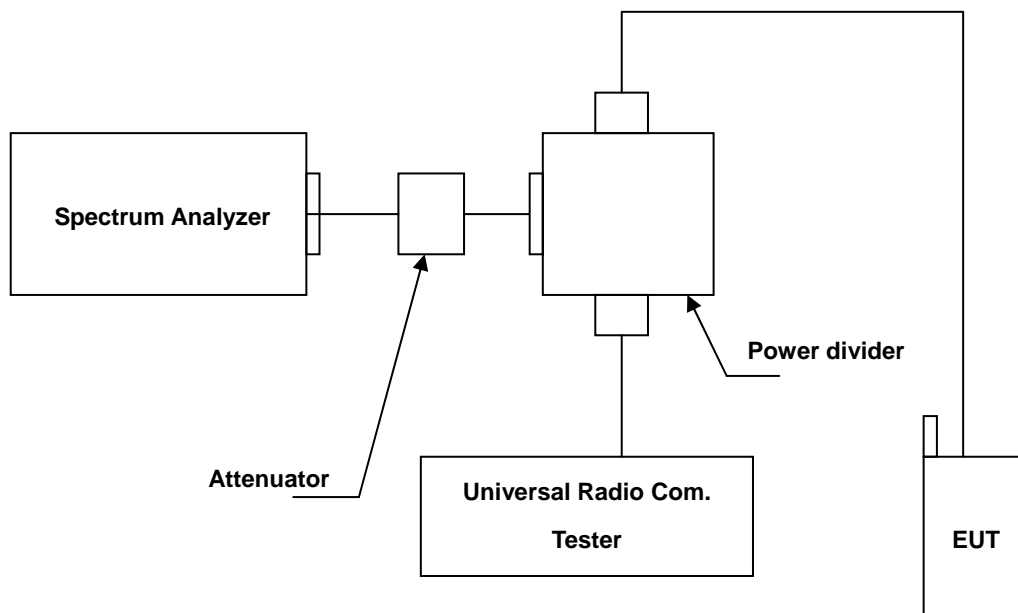 Spectrum Analyzer
Power divider
Attenuator
Universal Radio Com.
Tester
EUT